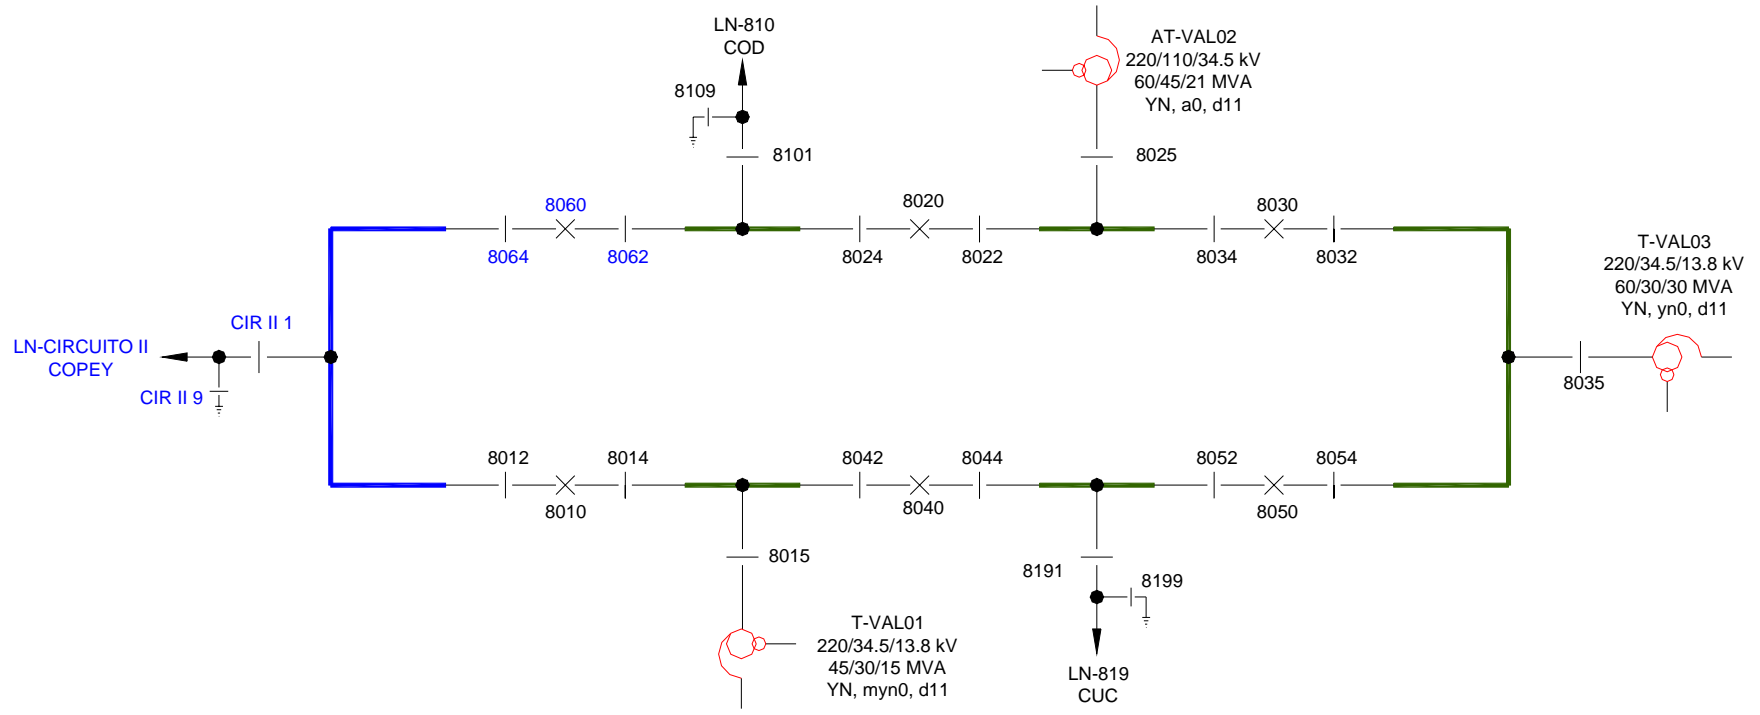 LN-810
COD
8109
8101
AT-VAL02
220/110/34.5 kV
60/45/21 MVA
YN, a0, d11
8025
8060
8064
8062
8020
8024
8022
8030
8034
8032
T-VAL03
220/34.5/13.8 kV
60/30/30 MVA
YN, yn0, d11
8035
CIR II 1
LN-CIRCUITO II
COPEY
CIR II 9
8012
8014
8010
8042
8044
8040
8052
8054
8050
8015
8191
8199
T-VAL01
220/34.5/13.8 kV
45/30/15 MVA
YN, myn0, d11
LN-819
CUC